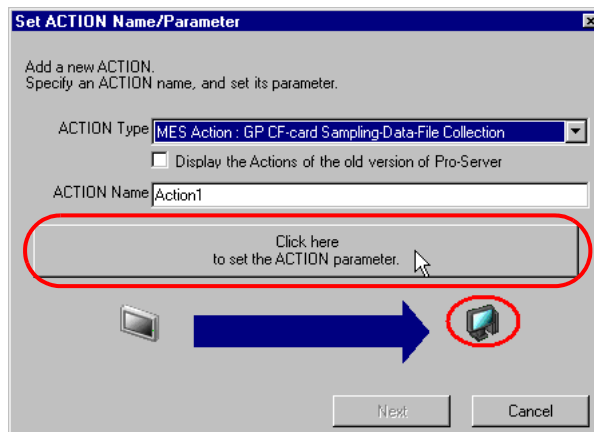 Set ACTION Name/Parameter
Add a new ACTION.
Specify an ACTION name, and set its parameter.
ACTION Type MES Action : GP CF-card Sampling-Data-File Collection
Display the Actions of the old version of Pro-Server
ACTION Name Action1
Click here
to set the ACTION parameter.
Next Cancel